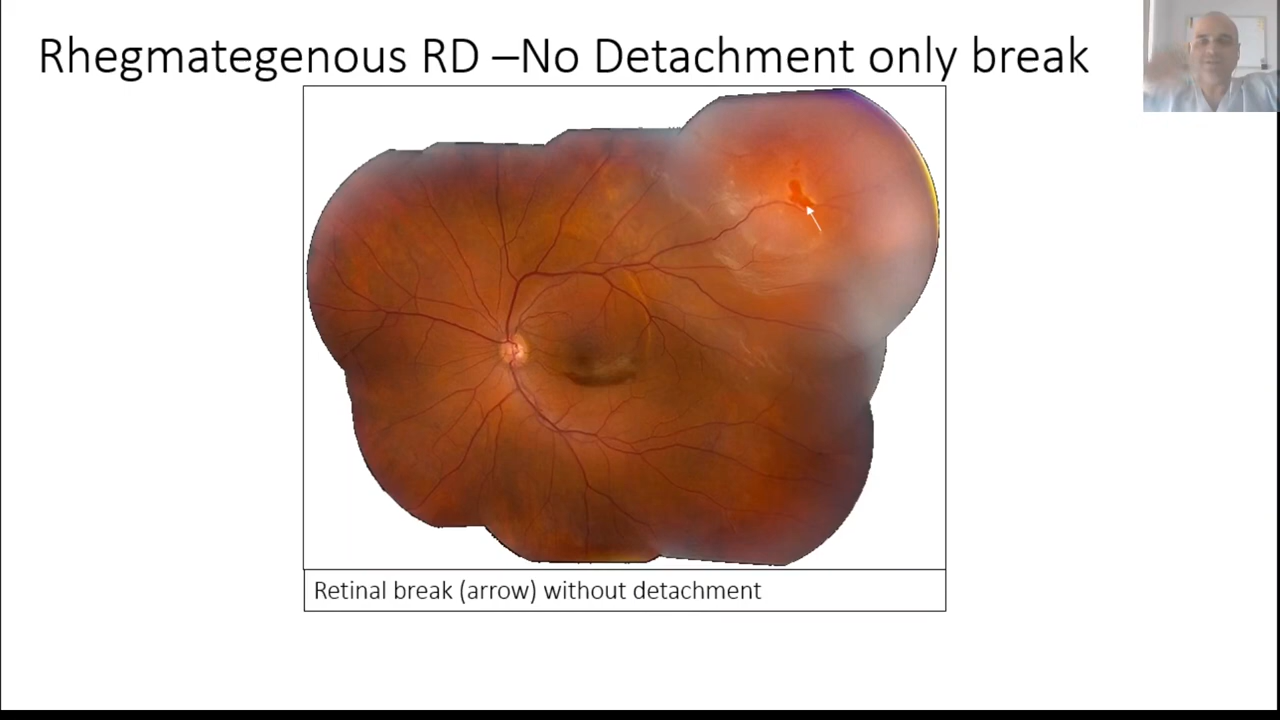 Rhegmategenous RD –No Detachment only break
Retinal break (arrow) without detachment